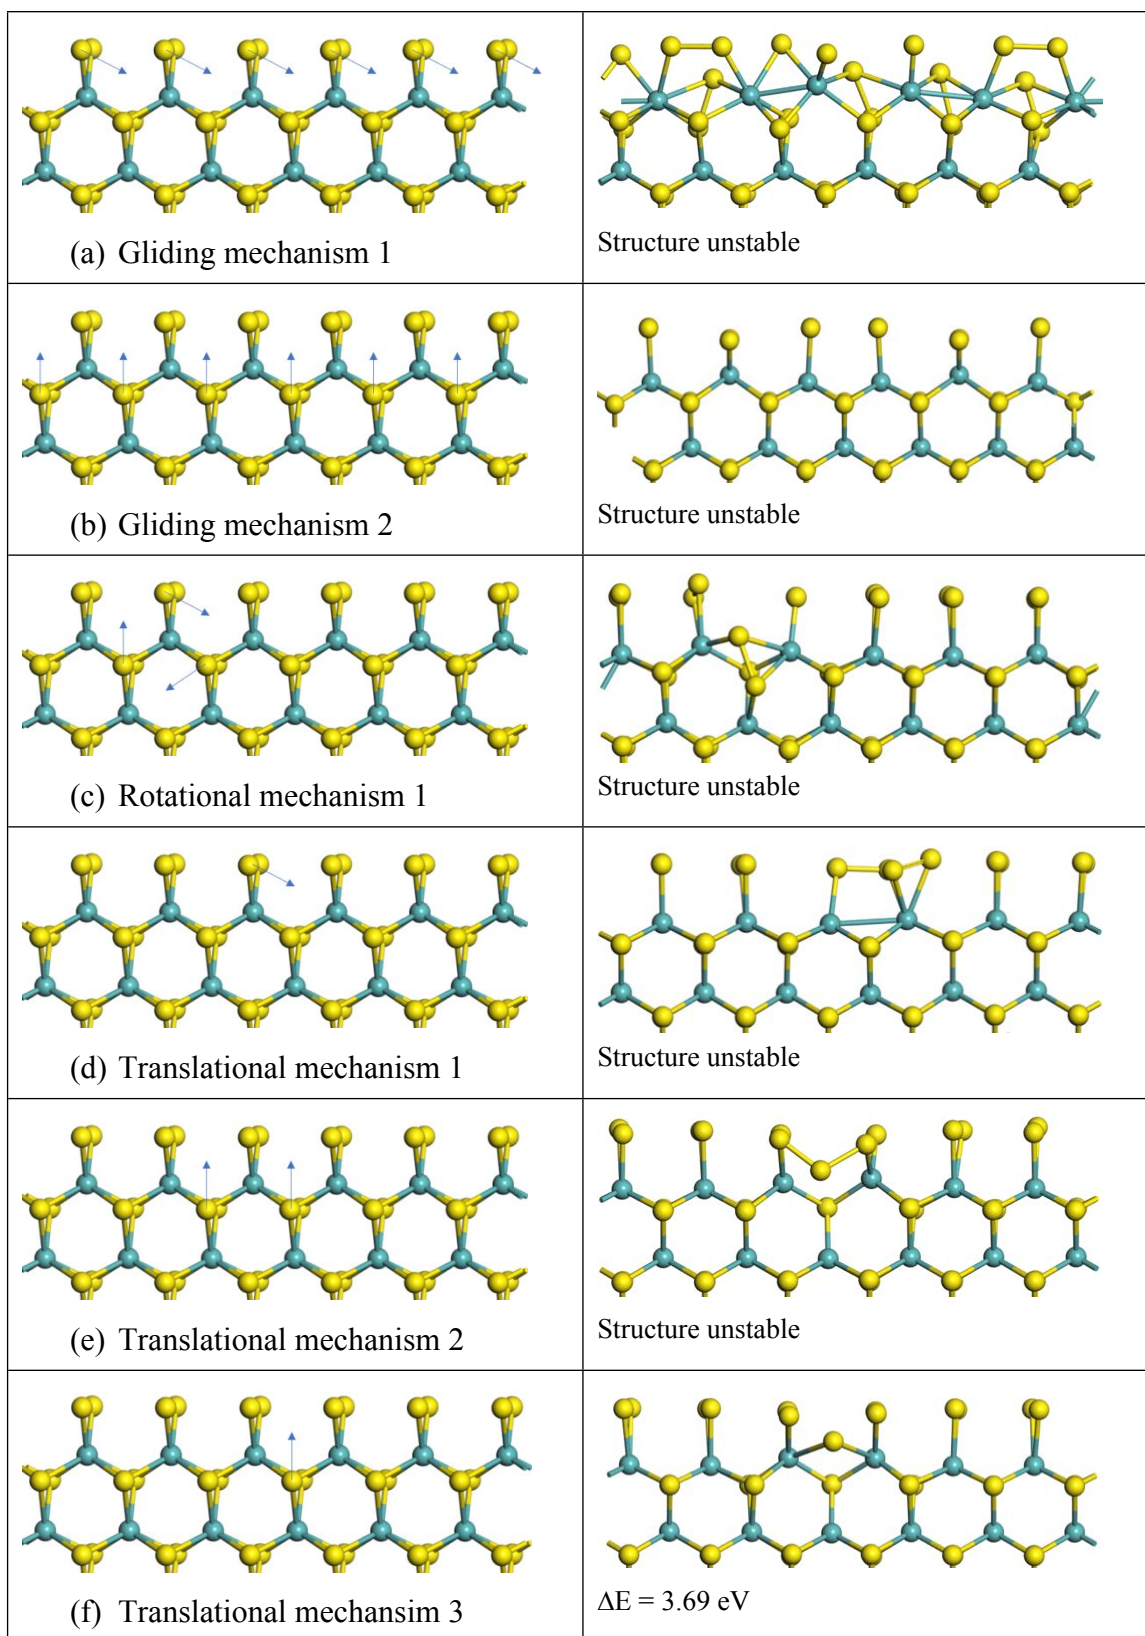 (a) Gliding mechanism 1
Structure unstable
(b) Gliding mechanism 2
Structure unstable
(c) Rotational mechanism 1
Structure unstable
(d) Translational mechanism 1
Structure unstable
(e) Translational mechanism 2
Structure unstable
(f) Translational mechansim 3
ΔE = 3.69 eV